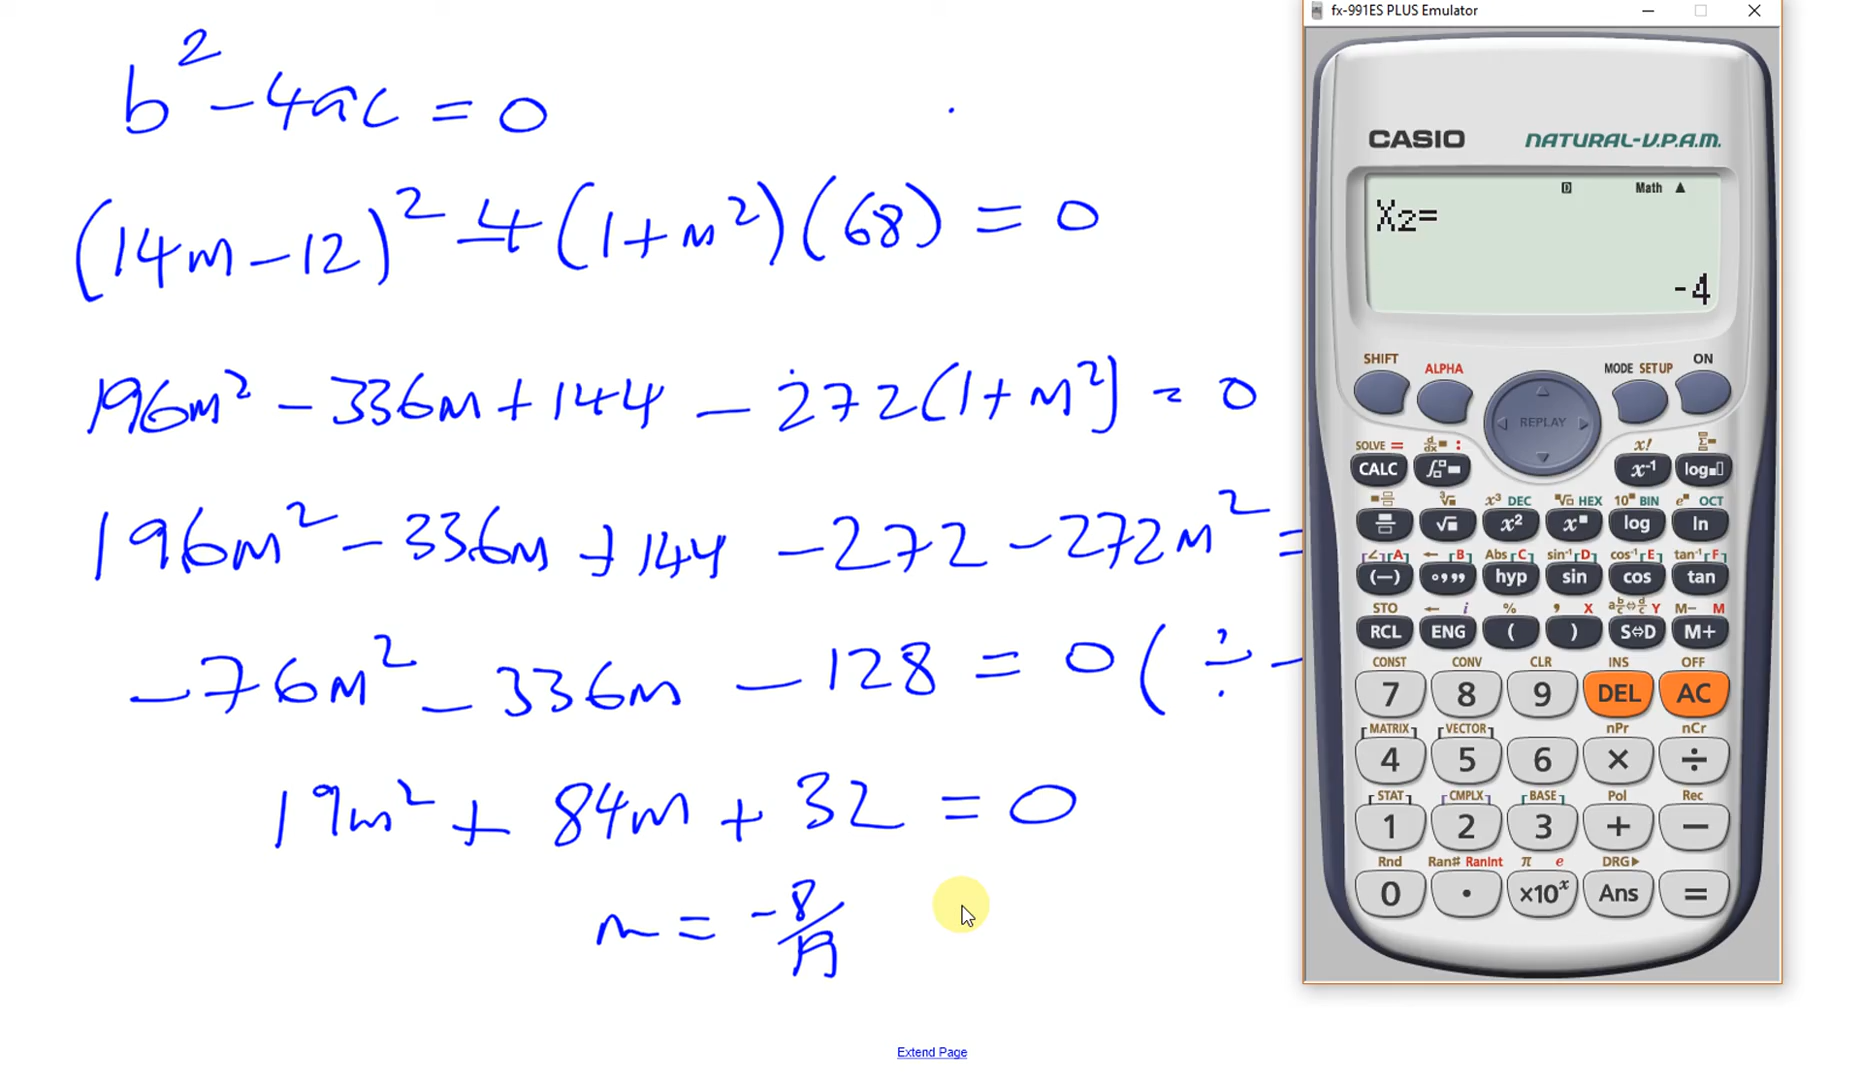 b² - 4ac = 0
(14m - 12)² - 4(1 + m²)(68) = 0
196m² - 336m + 144 - 272(1 + m²) = 0
196m² - 336m + 144 - 272 - 272m² =
-76m² - 336m - 128 = 0 (÷ -
19m² + 84m + 32 = 0
m = -8/19
Extend Page
fx-991ES PLUS Emulator
CASIO NATURAL-V.P.A.M.
D Math ▲
X₂=
-4
SHIFT ALPHA MODE SETUP ON
REPLAY
SOLVE = d/dx : x! Σ
CALC ∫ x⁻¹ log
³√ x³ DEC √ HEX 10 BIN e OCT
√ x² x log ln
∠ A ← B Abs C sin⁻¹ D cos⁻¹ E tan⁻¹ F
(−) ° ' " hyp sin cos tan
STO ← i % , X a b/c⇔d/c Y M− M
RCL ENG ( ) S⇔D M+
CONST CONV CLR INS OFF
7 8 9 DEL AC
MATRIX VECTOR nPr nCr
4 5 6 × ÷
STAT CMPLX BASE Pol Rec
1 2 3 + −
Rnd Ran# RanInt π e DRG▶
0 . ×10ˣ Ans =